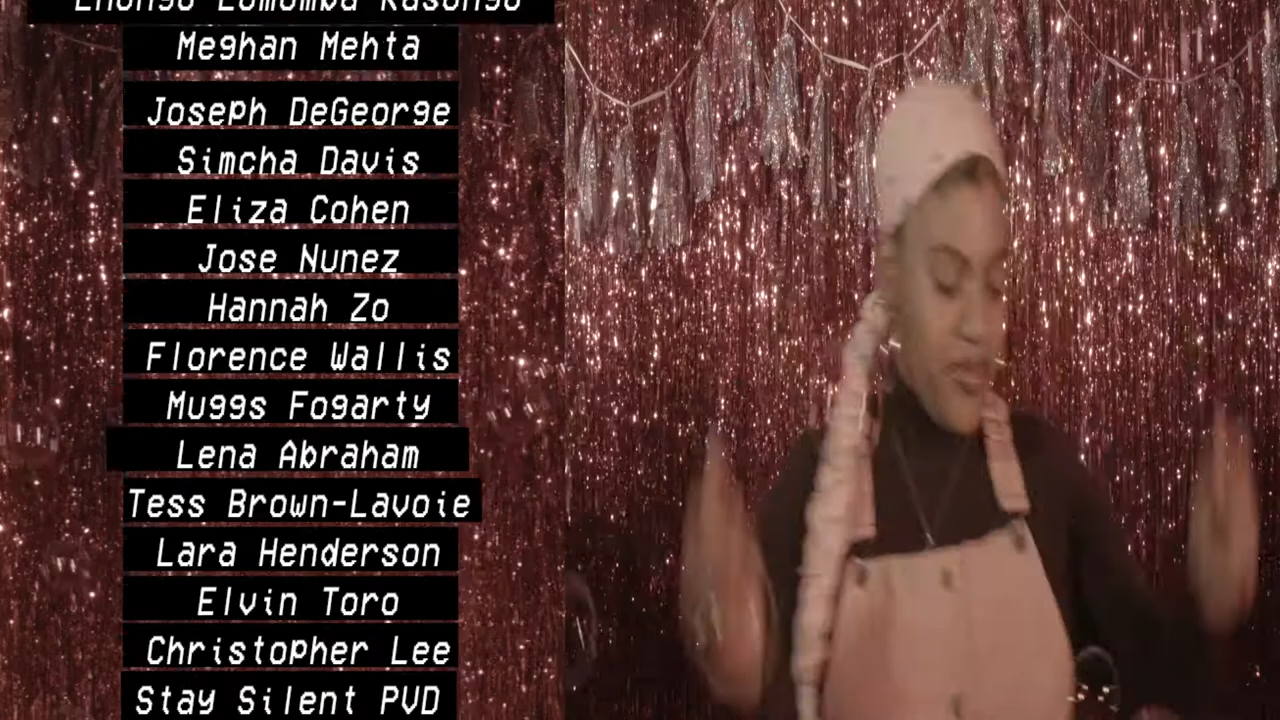 Meghan Mehta
Joseph DeGeorge
Simcha Davis
Eliza Cohen
Jose Nunez
Hannah Zo
Florence Wallis
Muggs Fogarty
Lena Abraham
Tess Brown-Lavoie
Lara Henderson
Elvin Toro
Christopher Lee
Stay Silent PVD